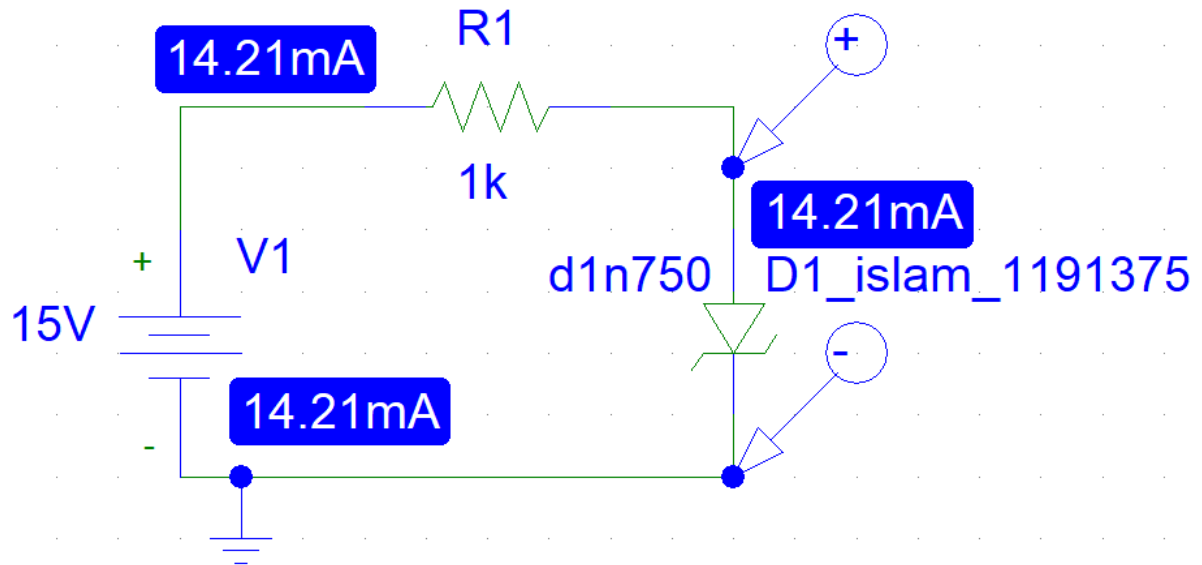 R1
14.21mA
+
1k
14.21mA
+
V1
d1n750
D1_islam_1191375
15V
-
14.21mA
-